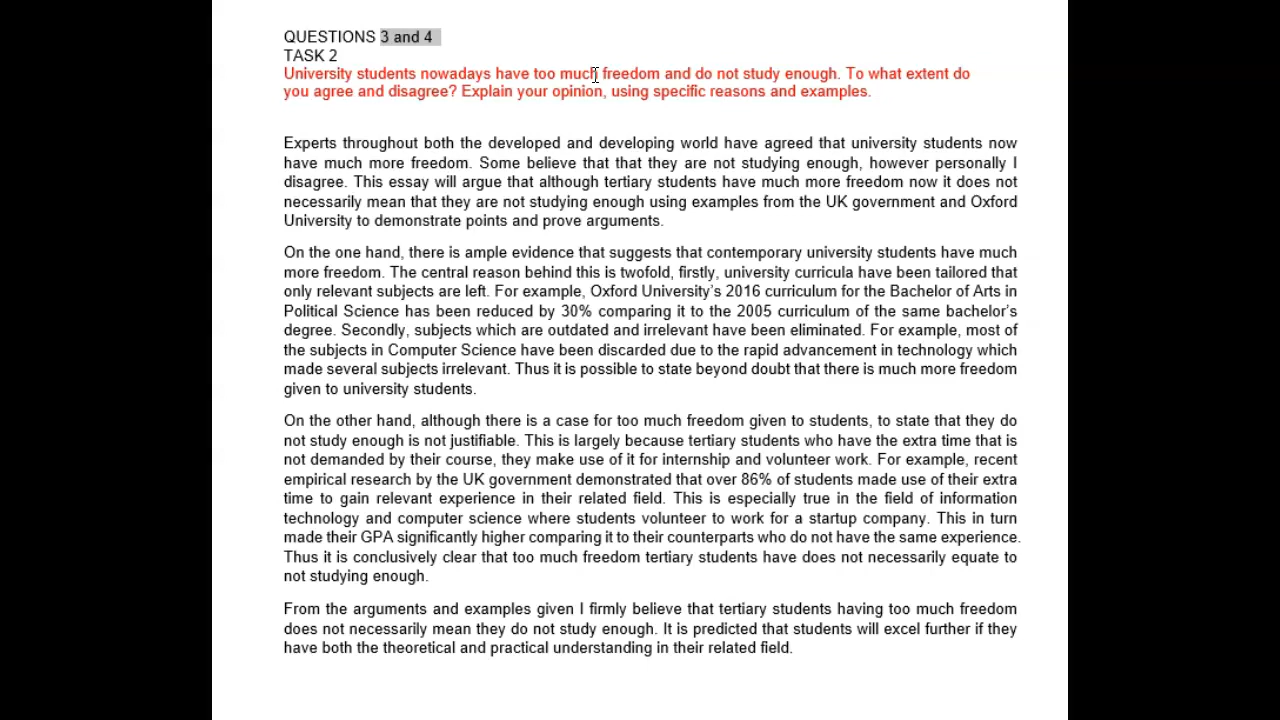 QUESTIONS 3 and 4
TASK 2
University students nowadays have too much freedom and do not study enough. To what extent do
you agree and disagree? Explain your opinion, using specific reasons and examples.
Experts throughout both the developed and developing world have agreed that university students now
have much more freedom. Some believe that that they are not studying enough, however personally I
disagree. This essay will argue that although tertiary students have much more freedom now it does not
necessarily mean that they are not studying enough using examples from the UK government and Oxford
University to demonstrate points and prove arguments.
On the one hand, there is ample evidence that suggests that contemporary university students have much
more freedom. The central reason behind this is twofold, firstly, university curricula have been tailored that
only relevant subjects are left. For example, Oxford University's 2016 curriculum for the Bachelor of Arts in
Political Science has been reduced by 30% comparing it to the 2005 curriculum of the same bachelor's
degree. Secondly, subjects which are outdated and irrelevant have been eliminated. For example, most of
the subjects in Computer Science have been discarded due to the rapid advancement in technology which
made several subjects irrelevant. Thus it is possible to state beyond doubt that there is much more freedom
given to university students.
On the other hand, although there is a case for too much freedom given to students, to state that they do
not study enough is not justifiable. This is largely because tertiary students who have the extra time that is
not demanded by their course, they make use of it for internship and volunteer work. For example, recent
empirical research by the UK government demonstrated that over 86% of students made use of their extra
time to gain relevant experience in their related field. This is especially true in the field of information
technology and computer science where students volunteer to work for a startup company. This in turn
made their GPA significantly higher comparing it to their counterparts who do not have the same experience.
Thus it is conclusively clear that too much freedom tertiary students have does not necessarily equate to
not studying enough.
From the arguments and examples given I firmly believe that tertiary students having too much freedom
does not necessarily mean they do not study enough. It is predicted that students will excel further if they
have both the theoretical and practical understanding in their related field.